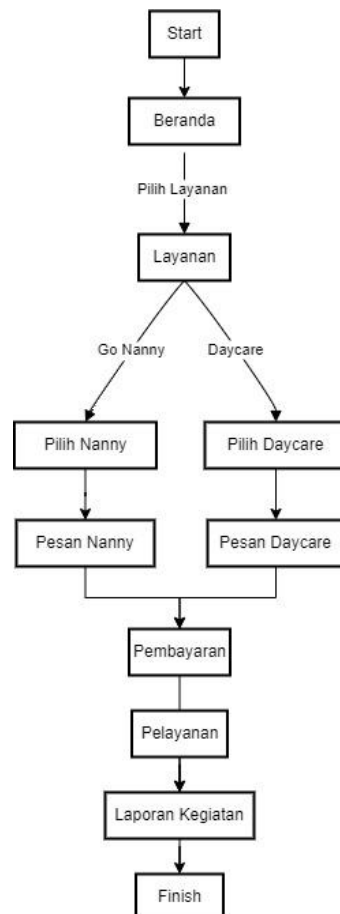 Start
Beranda
Pilih Layanan
Layanan
Go Nanny
Daycare
Pilih Nanny
Pilih Daycare
Pesan Nanny
Pesan Daycare
Pembayaran
Pelayanan
Laporan Kegiatan
Finish